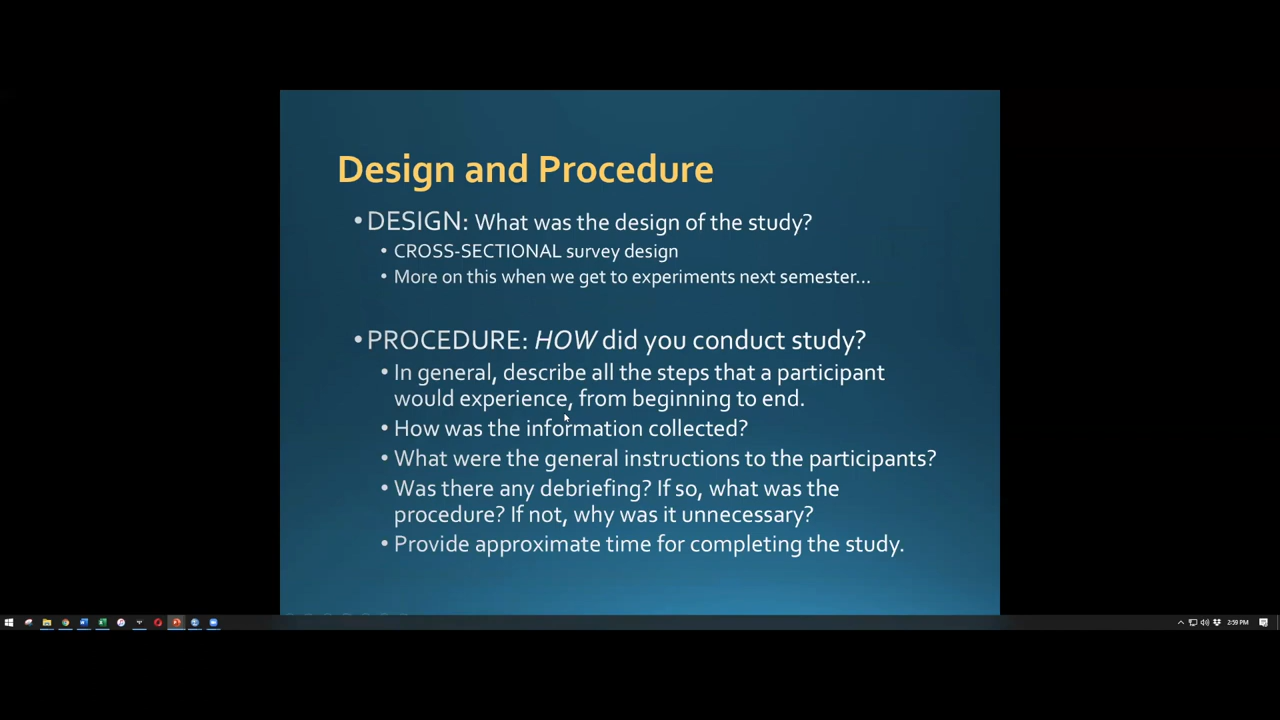 Design and Procedure
• DESIGN: What was the design of the study?
• CROSS-SECTIONAL survey design
• More on this when we get to experiments next semester...
• PROCEDURE: HOW did you conduct study?
• In general, describe all the steps that a participant
would experience, from beginning to end.
• How was the information collected?
• What were the general instructions to the participants?
• Was there any debriefing? If so, what was the
procedure? If not, why was it unnecessary?
• Provide approximate time for completing the study.
2:59 PM